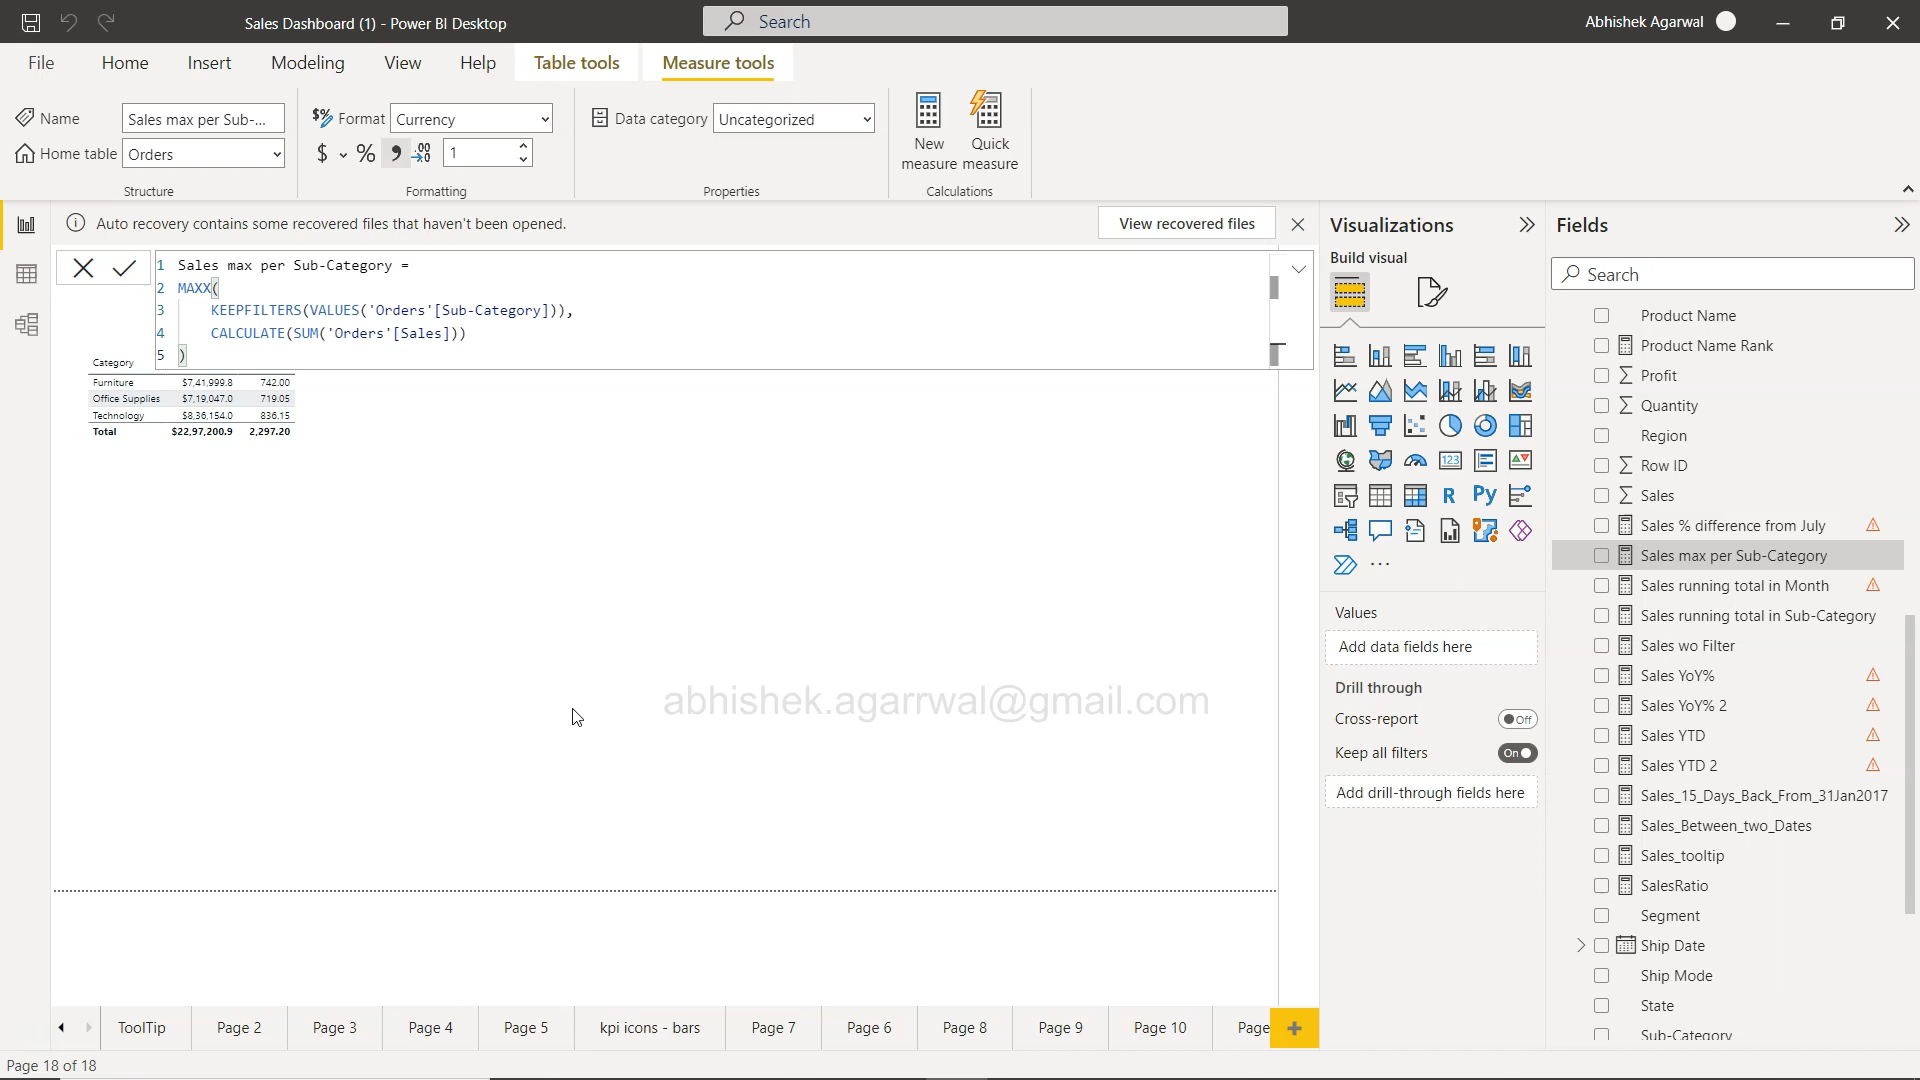 Sales Dashboard (1) - Power BI Desktop
Search
Abhishek Agarwal
File Home Insert Modeling View Help Table tools Measure tools
Name Sales max per Sub-...
Home table Orders
Structure
Format Currency
$ % , .00 1
Formatting
Data category Uncategorized
Properties
New measure
Quick measure
Calculations
Auto recovery contains some recovered files that haven't been opened.
View recovered files
1 Sales max per Sub-Category =
2 MAXX(
3 KEEPFILTERS(VALUES('Orders'[Sub-Category])),
4 CALCULATE(SUM('Orders'[Sales]))
5 )
Category
Furniture $7,41,999.8 742.00
Office Supplies $7,19,047.0 719.05
Technology $8,36,154.0 836.15
Total $22,97,200.9 2,297.20
abhishek.agarrwal@gmail.com
Visualizations
Build visual
123
R Py
...
Values
Add data fields here
Drill through
Cross-report Off
Keep all filters On
Add drill-through fields here
Fields
Search
Product Name
Product Name Rank
Profit
Quantity
Region
Row ID
Sales
Sales % difference from July
Sales max per Sub-Category
Sales running total in Month
Sales running total in Sub-Category
Sales wo Filter
Sales YoY%
Sales YoY% 2
Sales YTD
Sales YTD 2
Sales_15_Days_Back_From_31Jan2017
Sales_Between_two_Dates
Sales_tooltip
SalesRatio
Segment
Ship Date
Ship Mode
State
Sub-Category
ToolTip Page 2 Page 3 Page 4 Page 5 kpi icons - bars Page 7 Page 6 Page 8 Page 9 Page 10 Page
Page 18 of 18